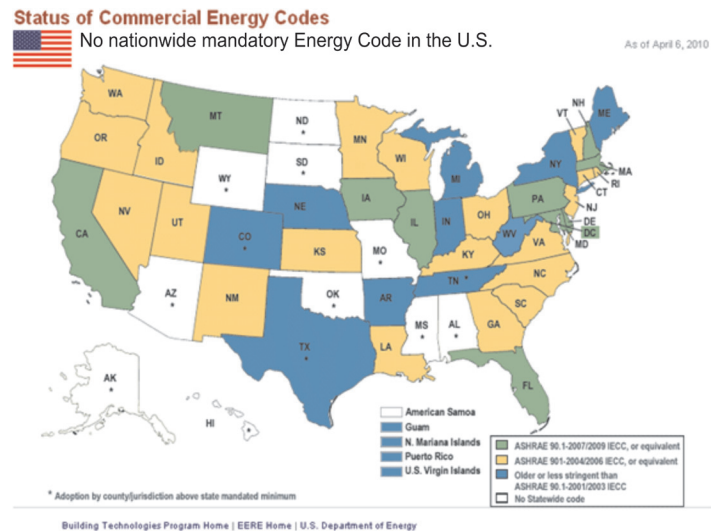 Status of Commercial Energy Codes
No nationwide mandatory Energy Code in the U.S.
As of April 6, 2010
WA
MT
ND
*
MN
VT
NH
ME
OR
ID
SD
*
WI
WY
*
MI
NY
MA
RI
CT
NV
UT
NE
IA
PA
NJ
CO
*
IL
IN
OH
DE
DC
MD
CA
KS
MO
*
WV
VA
KY
AZ
*
NM
OK
*
AR
TN *
NC
SC
TX
*
LA
MS
*
AL
*
GA
FL
AK
*
HI
*
American Samoa
Guam
N. Mariana Islands
Puerto Rico
U.S. Virgin Islands
ASHRAE 90.1-2007/2009 IECC, or equivalent
ASHRAE 901-2004/2006 IECC, or equivalent
Older or less stringent than
ASHRAE 90.1-2001/2003 IECC
No Statewide code
* Adoption by county/jurisdiction above state mandated minimum
Building Technologies Program Home | EERE Home | U.S. Department of Energy